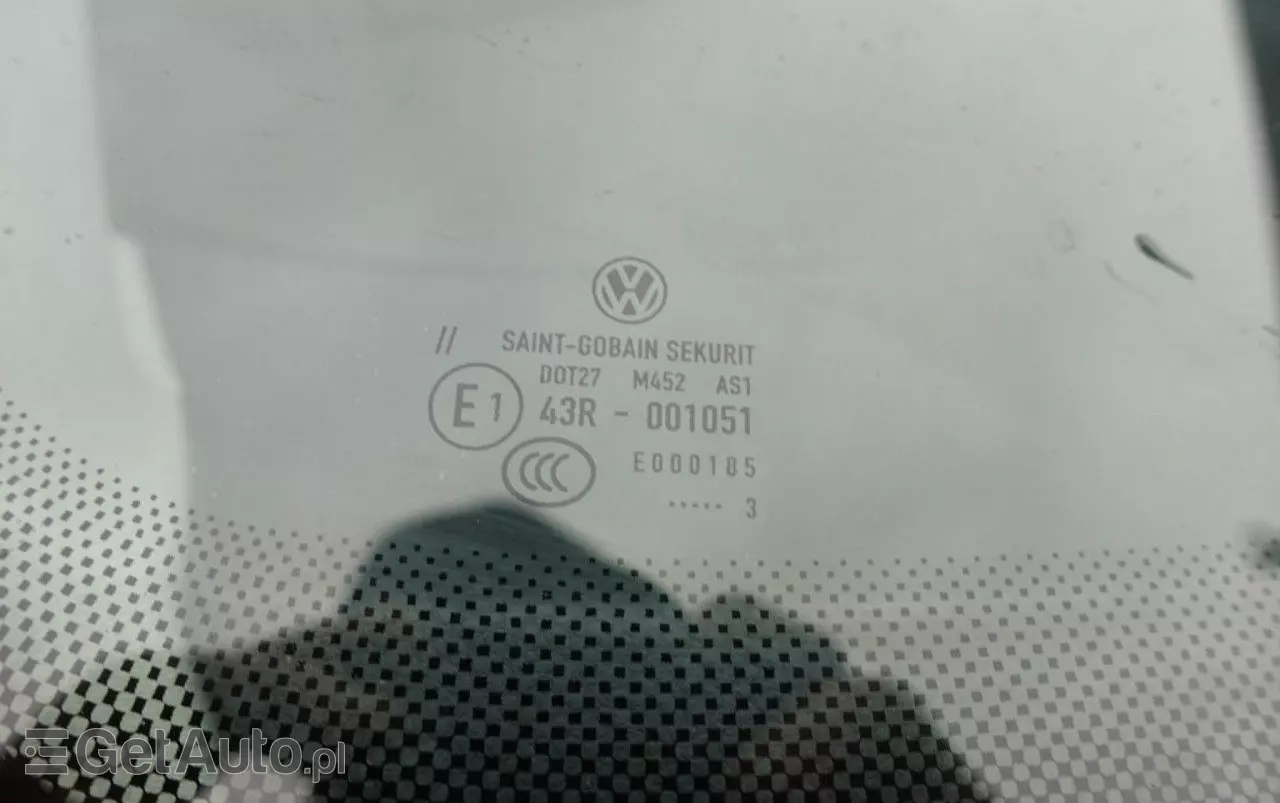 // SAINT-GOBAIN SEKURIT
DOT27 M452 AS1
E1 43R - 001051
CCC E000185
..... 3
GetAuto.pl